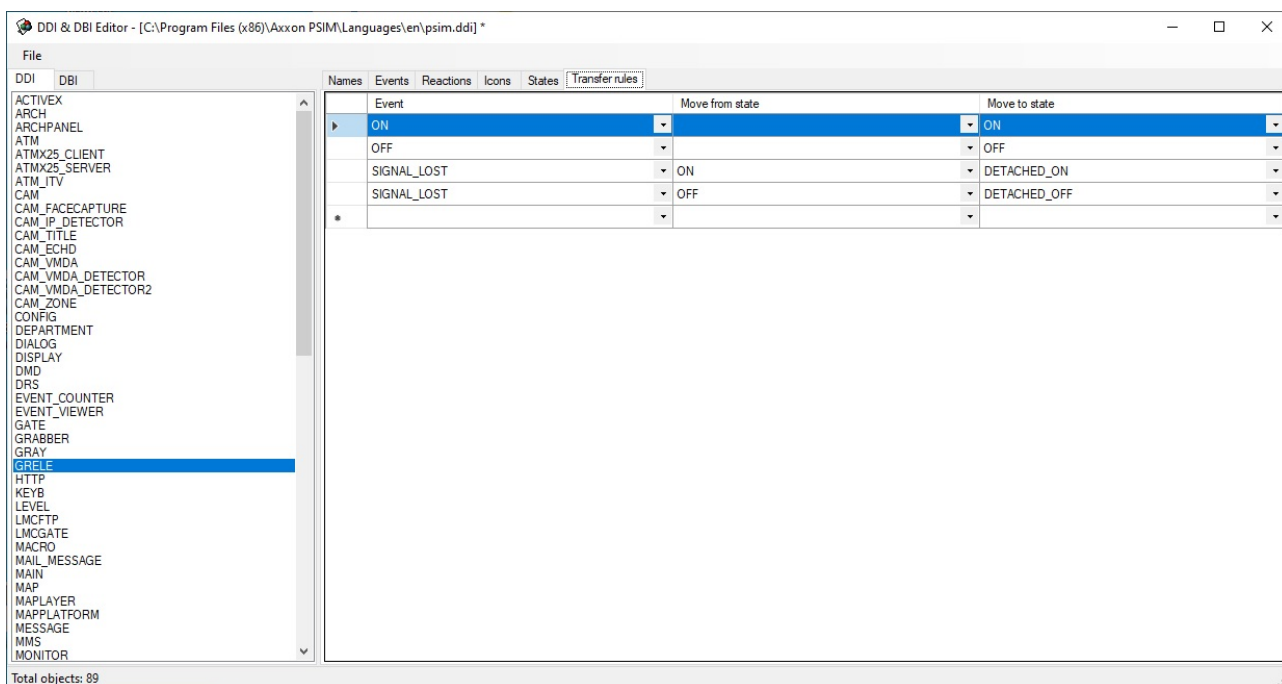 DDI & DBI Editor - [C:\Program Files (x86)\Axxon PSIM\Languages\en\psim.ddi] *
File
DDI DBI
Names Events Reactions Icons States Transfer rules
ACTIVEX
ARCH
ARCHPANEL
ATM
ATMX25_CLIENT
ATMX25_SERVER
ATM_ITV
CAM
CAM_FACECAPTURE
CAM_IP_DETECTOR
CAM_TITLE
CAM_ECHD
CAM_VMDA
CAM_VMDA_DETECTOR
CAM_VMDA_DETECTOR2
CAM_ZONE
CONFIG
DEPARTMENT
DIALOG
DISPLAY
DMD
DRS
EVENT_COUNTER
EVENT_VIEWER
GATE
GRABBER
GRAY
GRELE
HTTP
KEYB
LEVEL
LMCFTP
LMCGATE
MACRO
MAIL_MESSAGE
MAIN
MAP
MAPLAYER
MAPPLATFORM
MESSAGE
MMS
MONITOR
Event Move from state Move to state
ON ON
OFF OFF
SIGNAL_LOST ON DETACHED_ON
SIGNAL_LOST OFF DETACHED_OFF
Total objects: 89